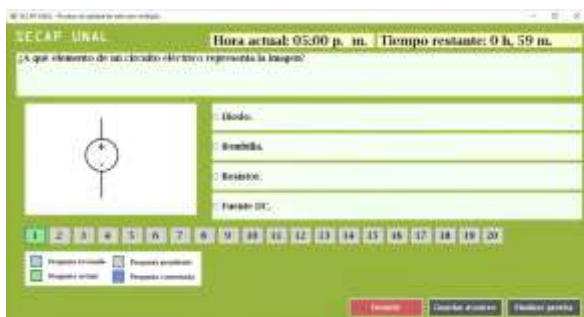 SECAP UNAL
Hora actual: 05:00 p. m. Tiempo restante: 0 h, 59 m.
¿A qué elemento de un circuito eléctrico representa la imagen?
Diodo.
Bombilla.
Resistor.
Fuente DC.
1 2 3 4 5 6 7 8 9 10 11 12 13 14 15 16 17 18 19 20
Pregunta pendiente
Pregunta actual Pregunta contestada
Guardar avances Finalizar prueba